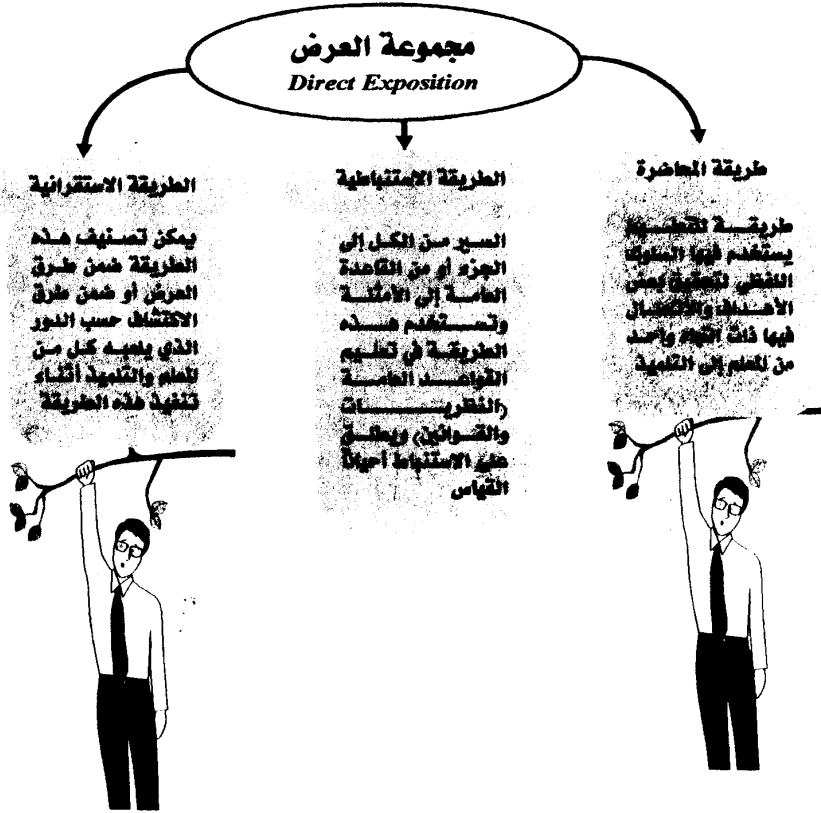 مجموعة العرض
Direct Exposition
طريقة المحاضرة
طريقة للتعليم
يستخدم فيها السلوك
اللفظي لتحقيق بعض
الأهداف والاتصال
فيها ذات اتجاه واحد
من المعلم إلى التلميذ
الطريقة الاستنباطية
السير من الكل إلى
الجزء أو من القاعدة
العامة إلى الأمثلة
وتستخدم هذه
الطريقة في تعليم
القواعد العامة
(النظريات
والقوانين) ويطلق
على الاستنباط أحياناً
القياس
الطريقة الاستقرائية
يمكن تصنيف هذه
الطريقة ضمن طرق
العرض أو ضمن طرق
الاكتشاف حسب الدور
الذي يلعبه كل من
المعلم والتلميذ أثناء
تنفيذ هذه الطريقة